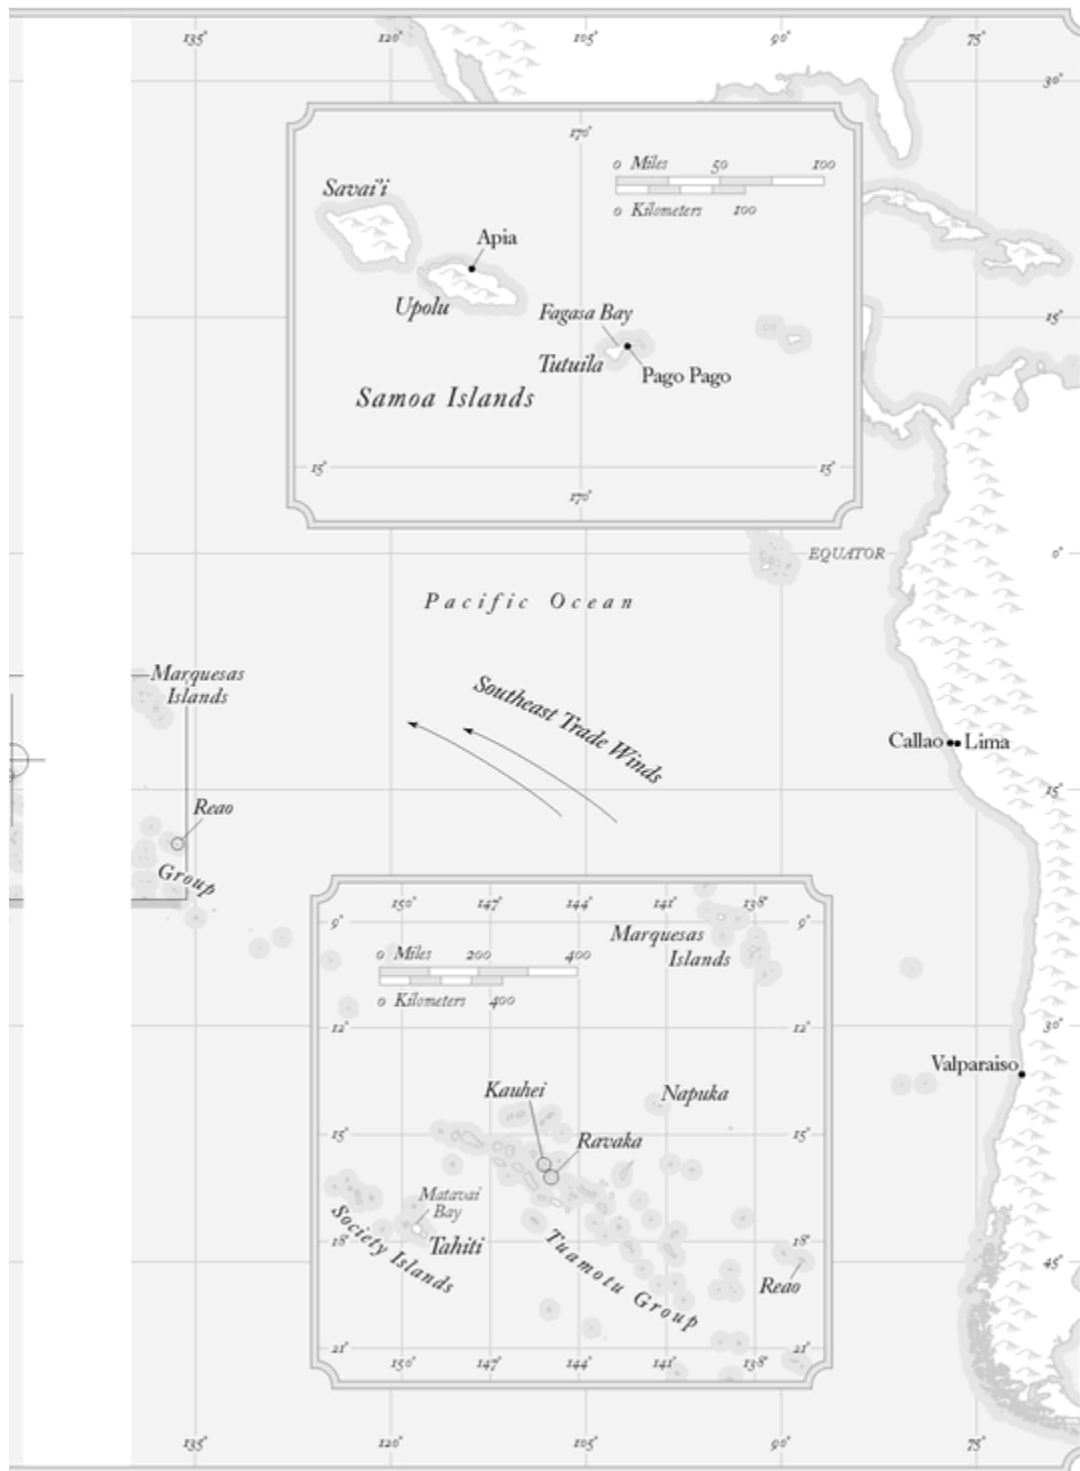 135° 120° 105° 90° 75°
30°
170°
0 Miles 50 100
0 Kilometers 100
Savai'i
Apia
Upolu
Fagasa Bay
Tutuila
Pago Pago
Samoa Islands
15° 15°
170°
15°
EQUATOR 0°
Pacific Ocean
Marquesas
Islands
Southeast Trade Winds
Callao Lima
15°
Reao
Group
150° 147° 144° 141° 138°
9° 9°
Marquesas
Islands
0 Miles 200 400
0 Kilometers 400
12° 12°
30°
Valparaiso
Kauhei
Napuka
15° 15°
Ravaka
Matavai
Bay
Society Islands
Tahiti
18° 18°
Tuamotu Group
Reao
45°
21° 21°
150° 147° 144° 141° 138°
135° 120° 105° 90° 75°